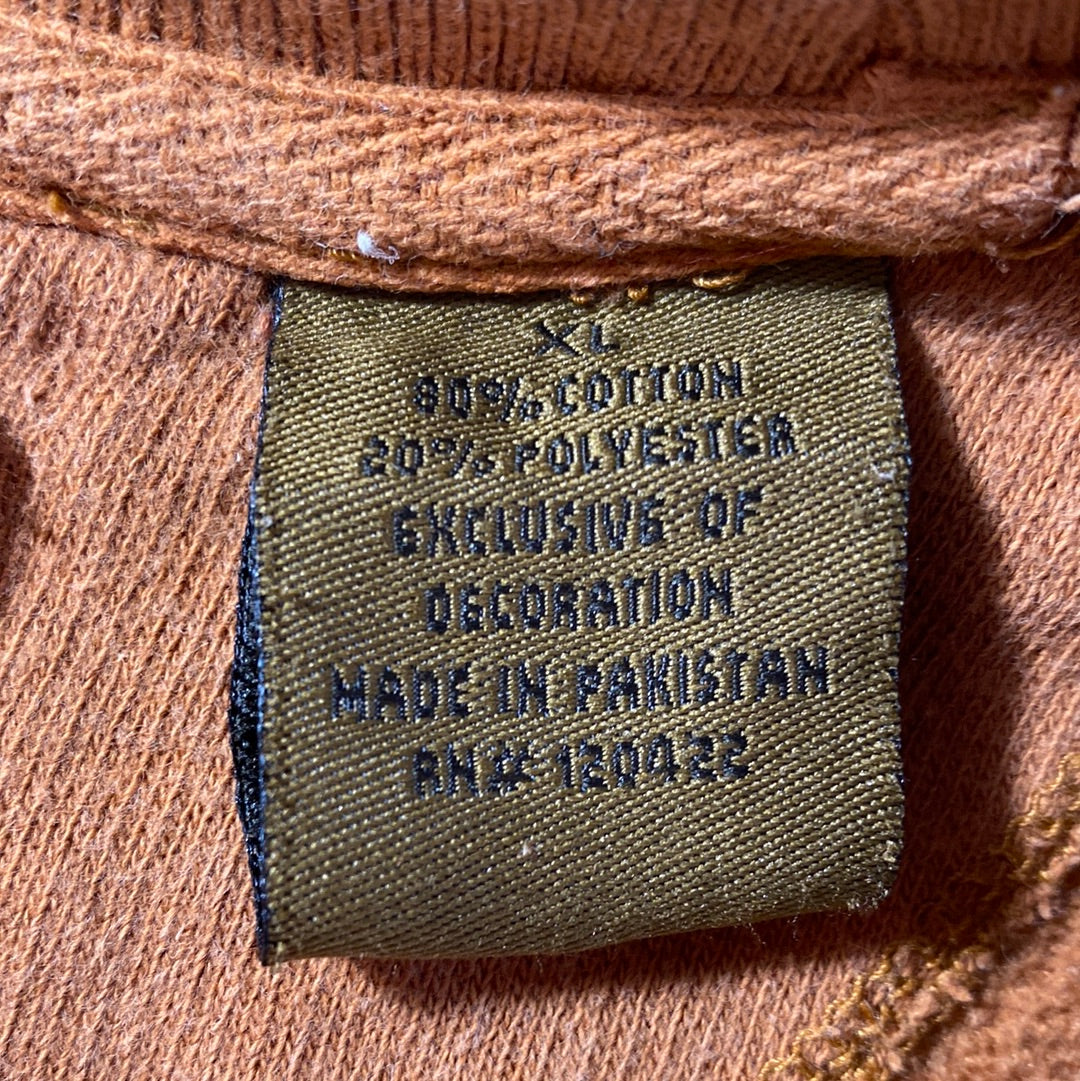 XL
80% COTTON
20% POLYESTER
EXCLUSIVE OF
DECORATION
MADE IN PAKISTAN
RN# 120422